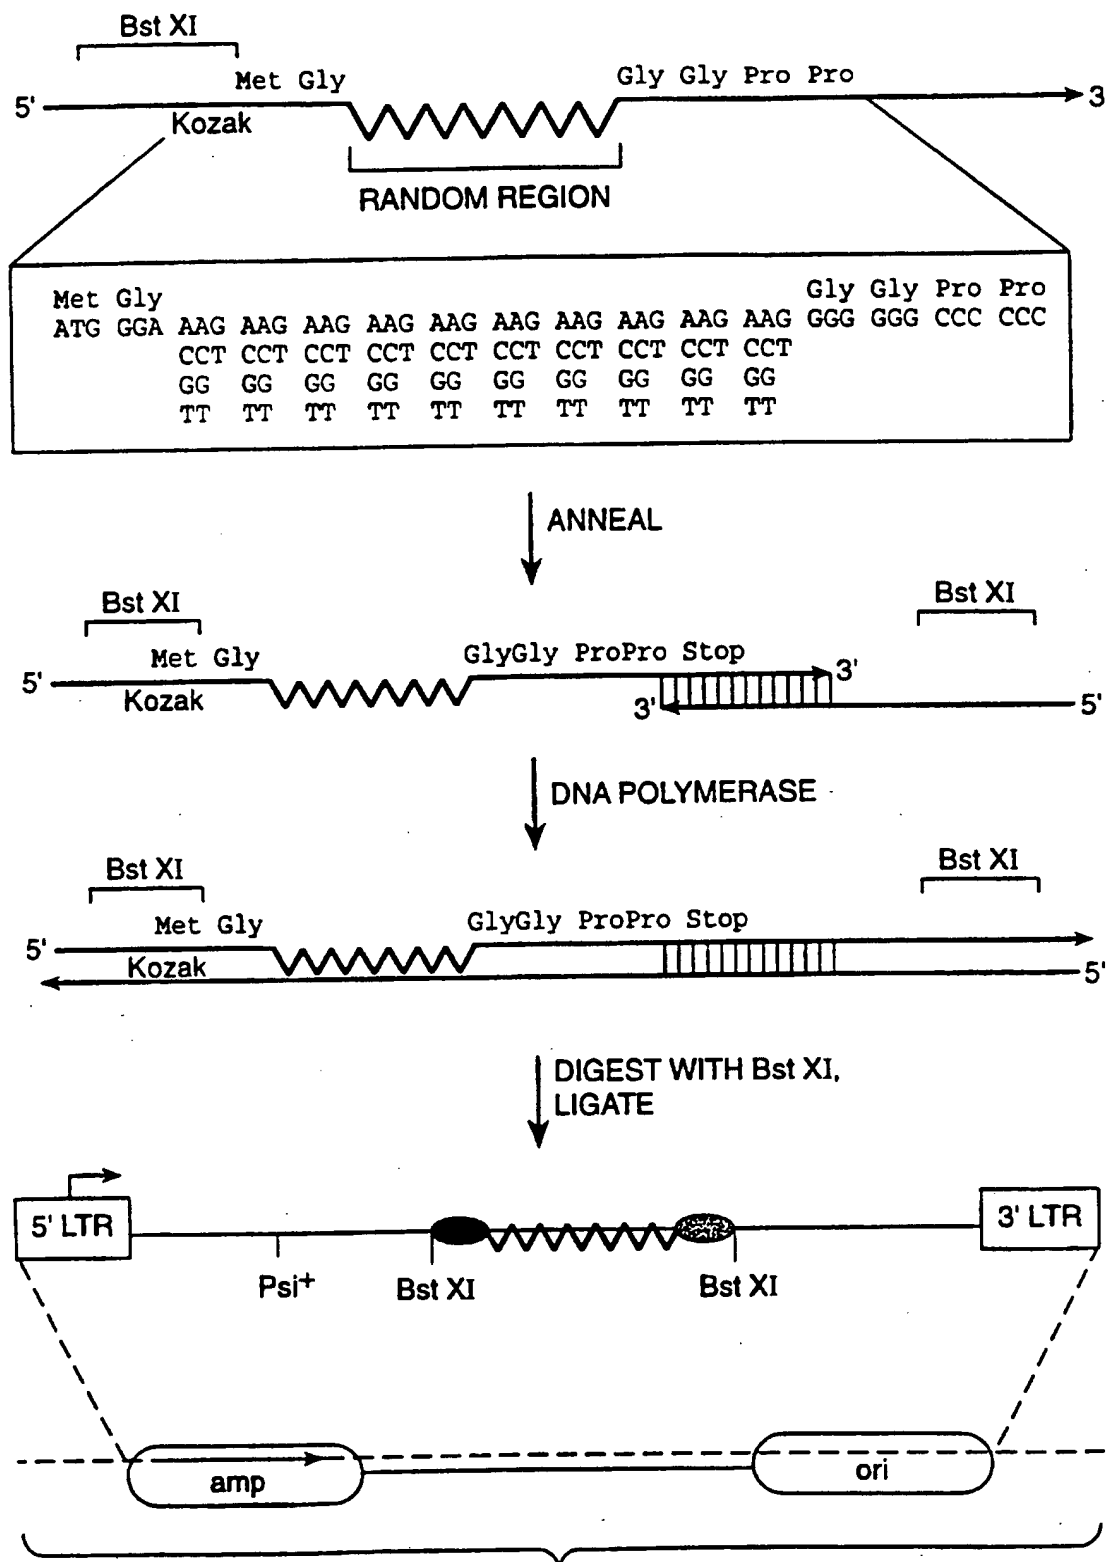 Bst XI
Met Gly
Gly Gly Pro Pro
5'
3
Kozak
RANDOM REGION
Met Gly
Gly Gly Pro Pro
ATG GGA AAG AAG AAG AAG AAG AAG AAG AAG AAG AAG GGG GGG CCC CCC
CCT CCT CCT CCT CCT CCT CCT CCT CCT CCT
GG GG GG GG GG GG GG GG GG GG
TT TT TT TT TT TT TT TT TT TT
ANNEAL
Bst XI
Bst XI
Met Gly
GlyGly ProPro Stop
5'
3'
Kozak
3'
5'
DNA POLYMERASE
Bst XI
Bst XI
Met Gly
GlyGly ProPro Stop
5'
Kozak
5'
DIGEST WITH Bst XI,
LIGATE
5' LTR
3' LTR
Psi+
Bst XI
Bst XI
amp
ori